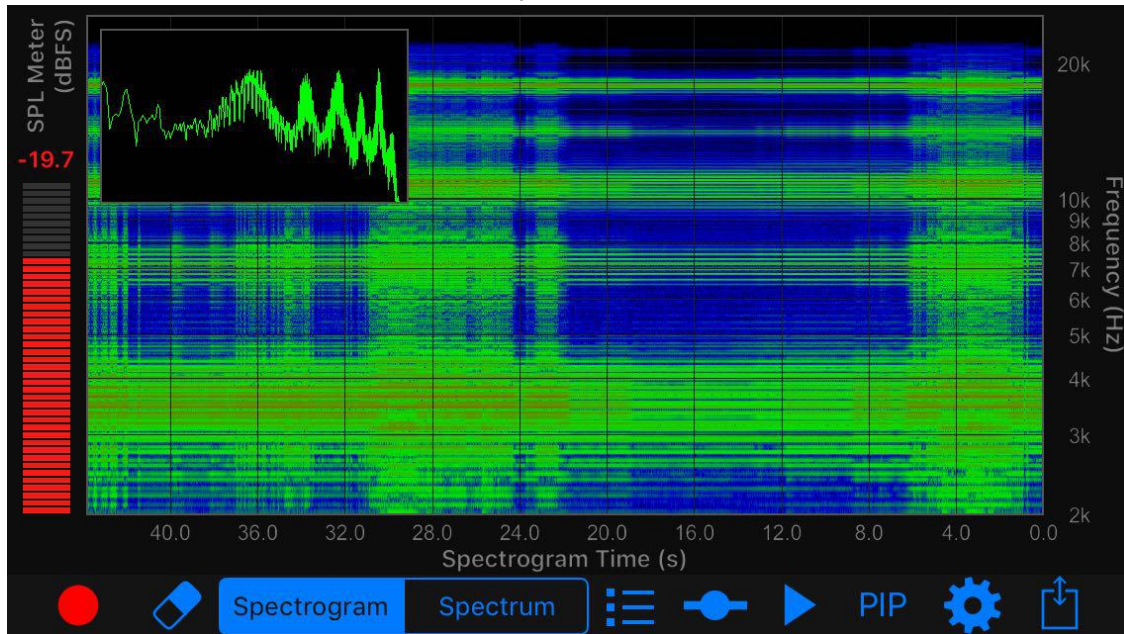 SPL Meter
(dBFS)
-19.7
20k
10k
9k
8k
7k
6k
5k
4k
3k
2k
Frequency (Hz)
40.0 36.0 32.0 28.0 24.0 20.0 16.0 12.0 8.0 4.0 0.0
Spectrogram Time (s)
Spectrogram Spectrum PIP